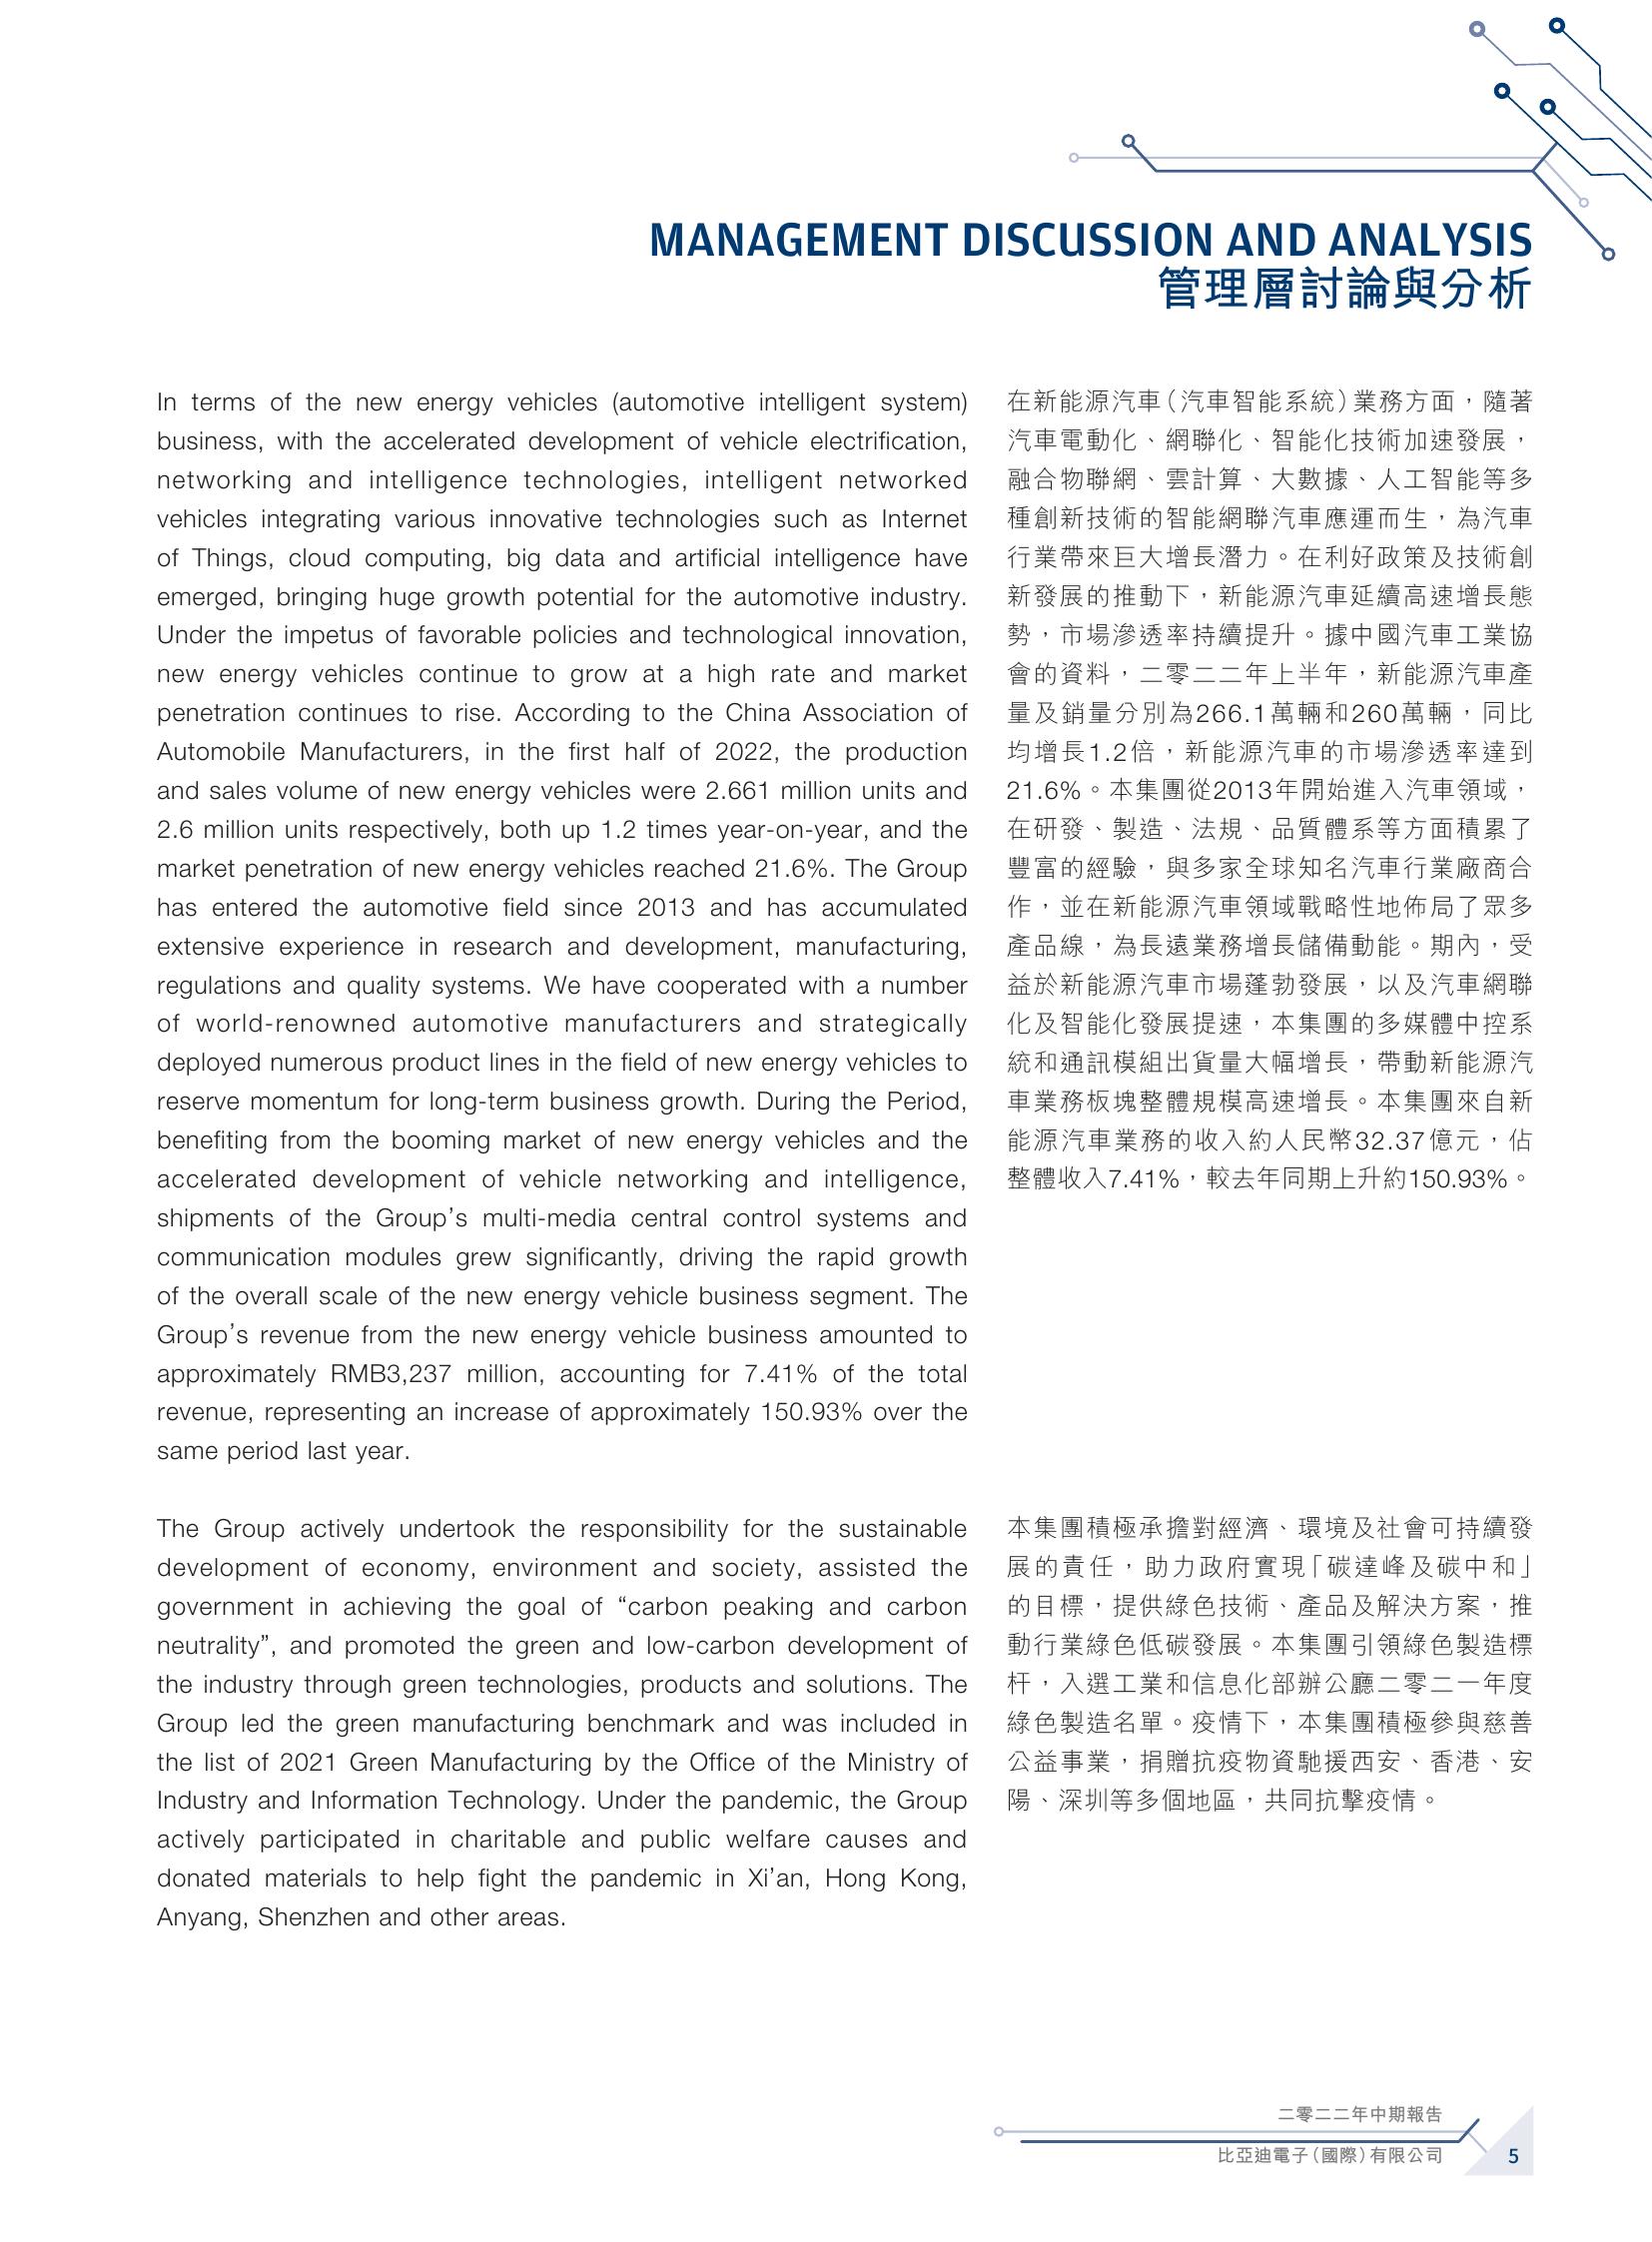 MANAGEMENT DISCUSSION AND ANALYSIS
管理層討論與分析
In terms of the new energy vehicles (automotive intelligent system)
business, with the accelerated development of vehicle electrification,
networking and intelligence technologies, intelligent networked
vehicles integrating various innovative technologies such as Internet
of Things, cloud computing, big data and artificial intelligence have
emerged, bringing huge growth potential for the automotive industry.
Under the impetus of favorable policies and technological innovation,
new energy vehicles continue to grow at a high rate and market
penetration continues to rise. According to the China Association of
Automobile Manufacturers, in the first half of 2022, the production
and sales volume of new energy vehicles were 2.661 million units and
2.6 million units respectively, both up 1.2 times year-on-year, and the
market penetration of new energy vehicles reached 21.6%. The Group
has entered the automotive field since 2013 and has accumulated
extensive experience in research and development, manufacturing,
regulations and quality systems. We have cooperated with a number
of world-renowned automotive manufacturers and strategically
deployed numerous product lines in the field of new energy vehicles to
reserve momentum for long-term business growth. During the Period,
benefiting from the booming market of new energy vehicles and the
accelerated development of vehicle networking and intelligence,
shipments of the Group's multi-media central control systems and
communication modules grew significantly, driving the rapid growth
of the overall scale of the new energy vehicle business segment. The
Group's revenue from the new energy vehicle business amounted to
approximately RMB3,237 million, accounting for 7.41% of the total
revenue, representing an increase of approximately 150.93% over the
same period last year.
在新能源汽車（汽車智能系統）業務方面，隨著
汽車電動化、網聯化、智能化技術加速發展，
融合物聯網、雲計算、大數據、人工智能等多
種創新技術的智能網聯汽車應運而生，為汽車
行業帶來巨大增長潛力。在利好政策及技術創
新發展的推動下，新能源汽車延續高速增長態
勢，市場滲透率持續提升。據中國汽車工業協
會的資料，二零二二年上半年，新能源汽車產
量及銷量分別為266.1萬輛和260萬輛，同比
均增長1.2倍，新能源汽車的市場滲透率達到
21.6%。本集團從2013年開始進入汽車領域，
在研發、製造、法規、品質體系等方面積累了
豐富的經驗，與多家全球知名汽車行業廠商合
作，並在新能源汽車領域戰略性地佈局了眾多
產品線，為長遠業務增長儲備動能。期內，受
益於新能源汽車市場蓬勃發展，以及汽車網聯
化及智能化發展提速，本集團的多媒體中控系
統和通訊模組出貨量大幅增長，帶動新能源汽
車業務板塊整體規模高速增長。本集團來自新
能源汽車業務的收入約人民幣32.37億元，佔
整體收入7.41%，較去年同期上升約150.93%。
The Group actively undertook the responsibility for the sustainable
development of economy, environment and society, assisted the
government in achieving the goal of “carbon peaking and carbon
neutrality”, and promoted the green and low-carbon development of
the industry through green technologies, products and solutions. The
Group led the green manufacturing benchmark and was included in
the list of 2021 Green Manufacturing by the Office of the Ministry of
Industry and Information Technology. Under the pandemic, the Group
actively participated in charitable and public welfare causes and
donated materials to help fight the pandemic in Xi'an, Hong Kong,
Anyang, Shenzhen and other areas.
本集團積極承擔對經濟、環境及社會可持續發
展的責任，助力政府實現「碳達峰及碳中和」
的目標，提供綠色技術、產品及解決方案，推
動行業綠色低碳發展。本集團引領綠色製造標
杆，入選工業和信息化部辦公廳二零二一年度
綠色製造名單。疫情下，本集團積極參與慈善
公益事業，捐贈抗疫物資馳援西安、香港、安
陽、深圳等多個地區，共同抗擊疫情。
二零二二年中期報告
比亞迪電子（國際）有限公司
5